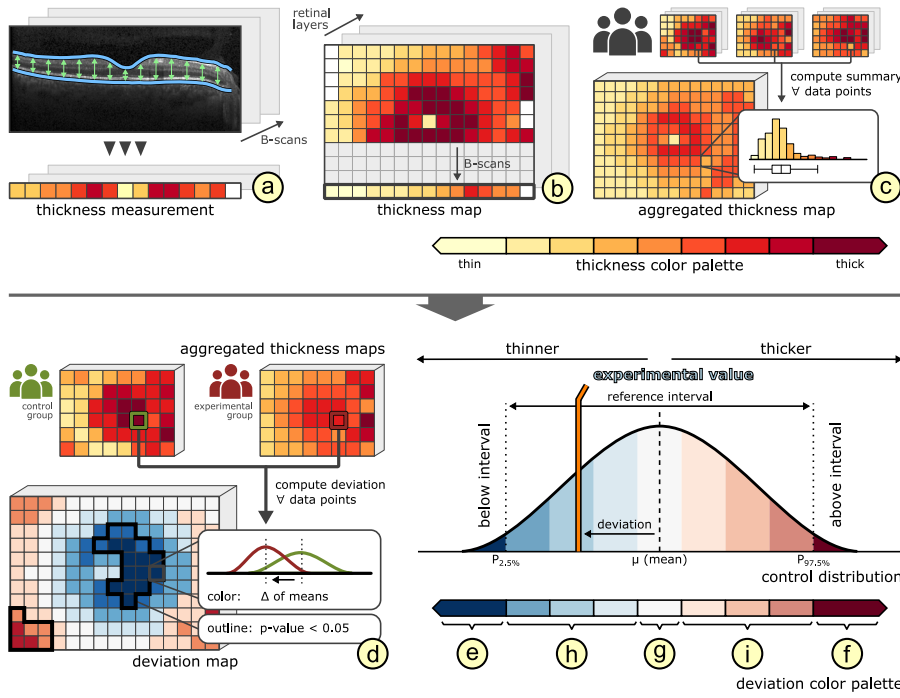 retinal
layers
B-scans
a
thickness measurement
B-scans
b
thickness map
compute summary
∀ data points
c
aggregated thickness map
thin
thickness color palette
thick
aggregated thickness maps
control
group
experimental
group
compute deviation
∀ data points
color: Δ of means
outline: p-value < 0.05
d
deviation map
thinner
thicker
experimental value
reference interval
below interval
above interval
deviation
P2.5%
μ (mean)
P97.5%
control distribution
e
h
g
i
f
deviation color palette